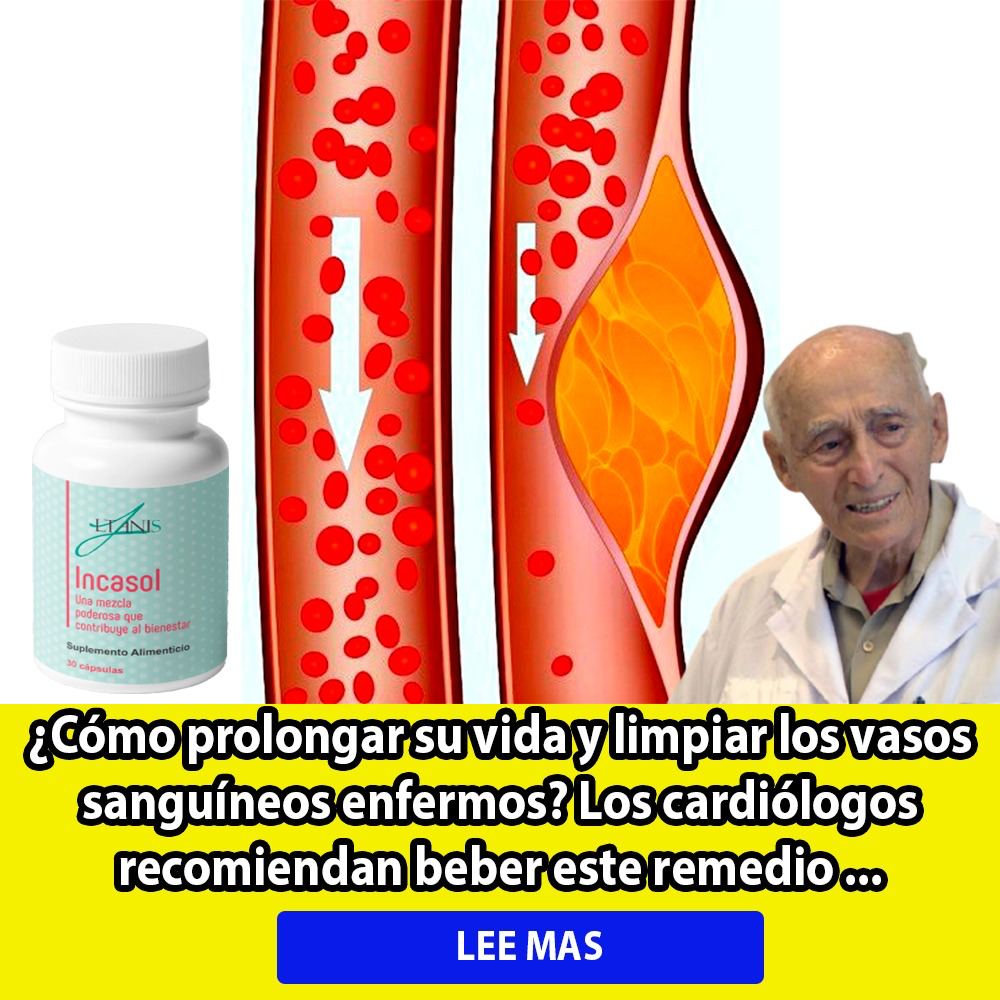 LTANIS
Incasol
Una mezcla
poderosa que
contribuye al bienestar
Suplemento Alimenticio
30 cápsulas
¿Cómo prolongar su vida y limpiar los vasos
sanguíneos enfermos? Los cardiólogos
recomiendan beber este remedio ...
LEE MAS